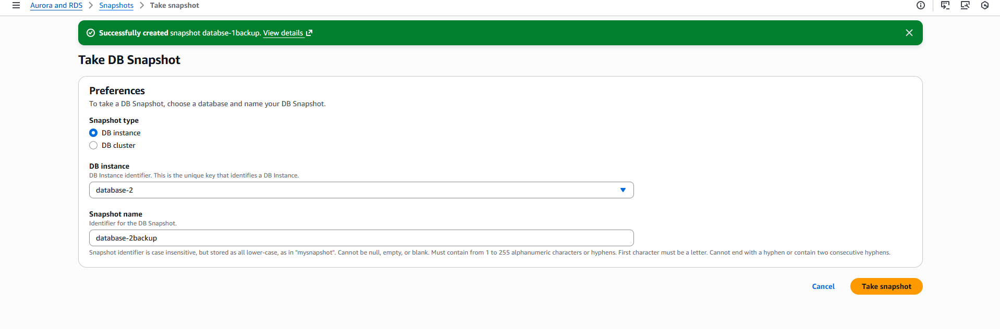 Aurora and RDS > Snapshots > Take snapshot
Successfully created snapshot databse-1backup. View details
Take DB Snapshot
Preferences
To take a DB Snapshot, choose a database and name your DB Snapshot.
Snapshot type
DB instance
DB cluster
DB instance
DB Instance identifier. This is the unique key that identifies a DB Instance.
database-2
Snapshot name
Identifier for the DB Snapshot.
database-2backup
Snapshot identifier is case insensitive, but stored as all lower-case, as in "mysnapshot". Cannot be null, empty, or blank. Must contain from 1 to 255 alphanumeric characters or hyphens. First character must be a letter. Cannot end with a hyphen or contain two consecutive hyphens.
Cancel Take snapshot